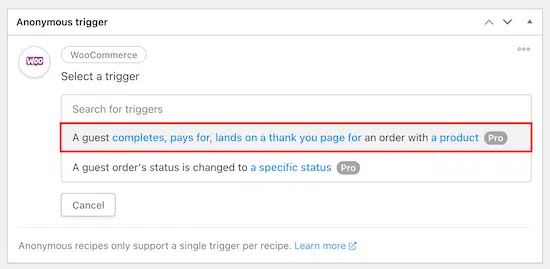 Anonymous trigger
WOO
WooCommerce
Select a trigger
Search for triggers
A guest completes, pays for, lands on a thank you page for an order with a product Pro
A guest order's status is changed to a specific status Pro
Cancel
Anonymous recipes only support a single trigger per recipe. Learn more